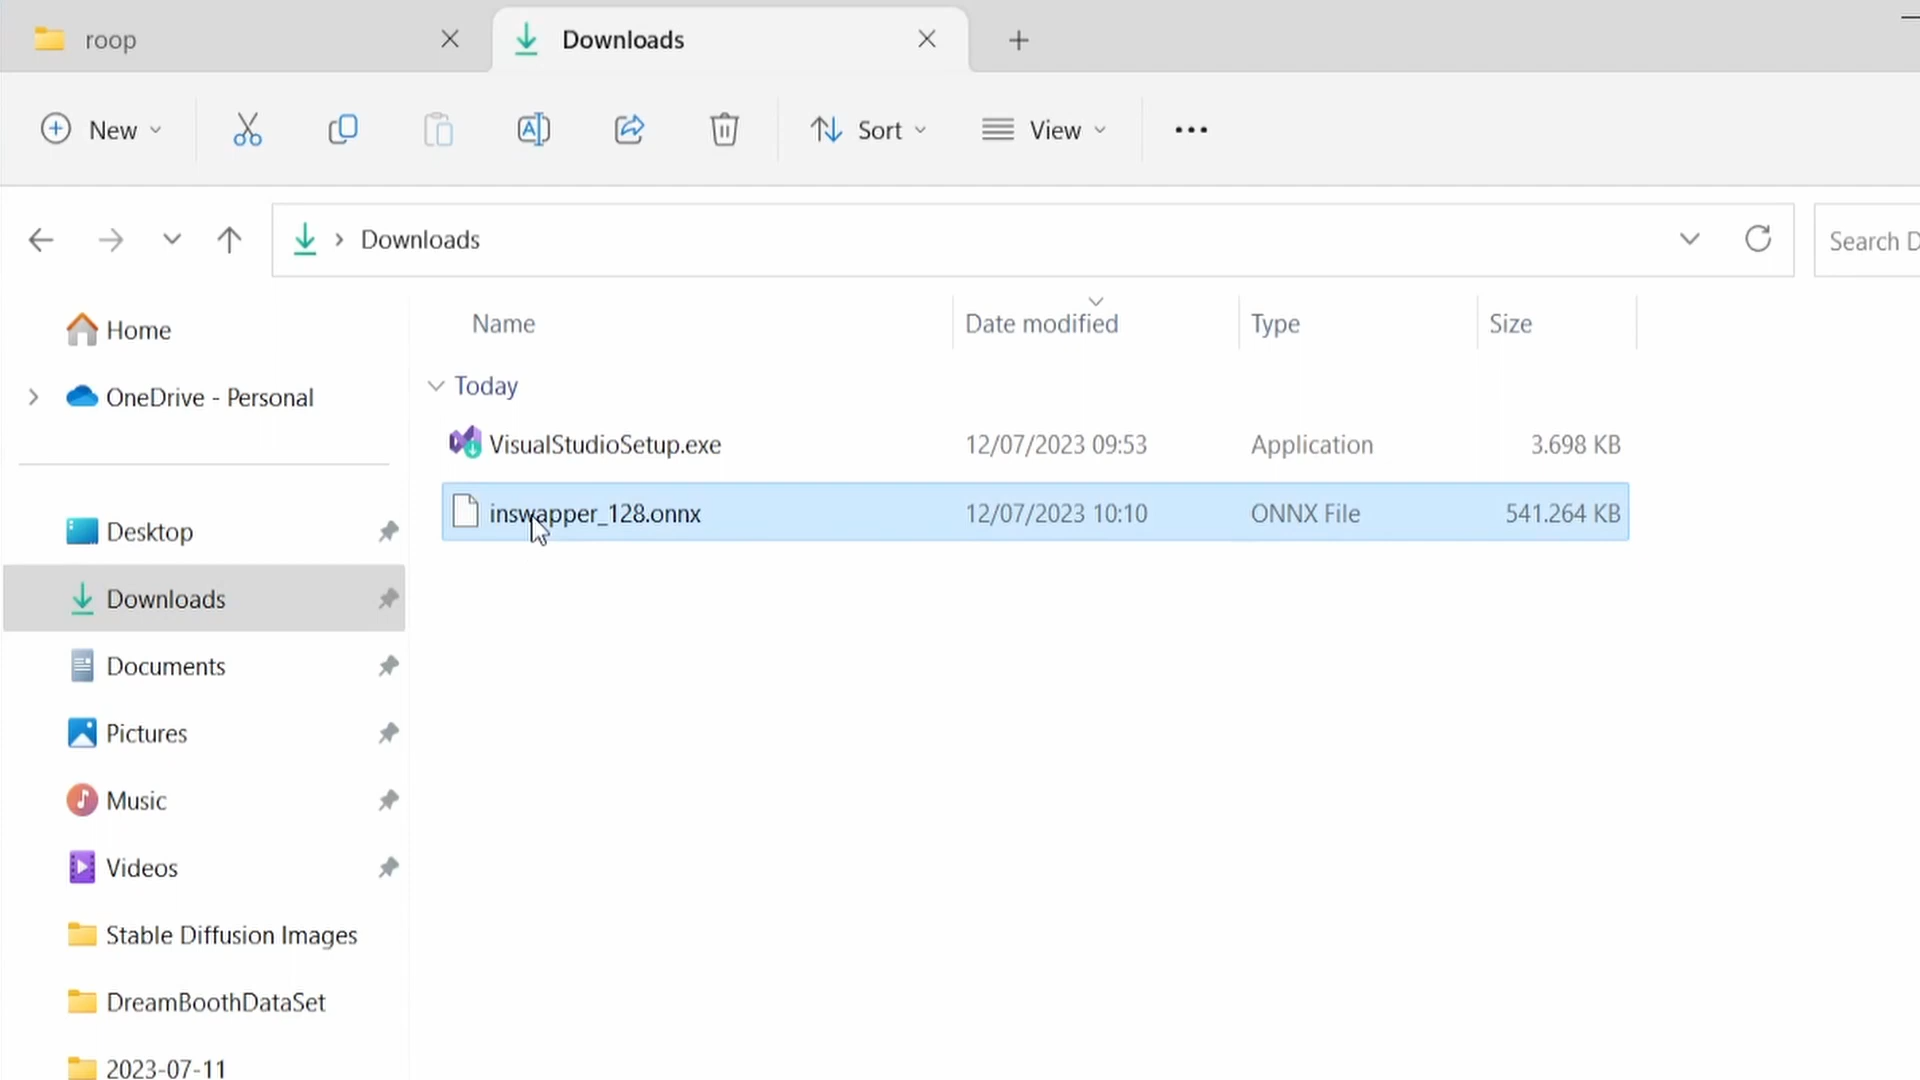 roop
Downloads
New
Sort
View
Downloads
Search D
Name Date modified Type Size
Home
Today
OneDrive - Personal
VisualStudioSetup.exe 12/07/2023 09:53 Application 3.698 KB
inswapper_128.onnx 12/07/2023 10:10 ONNX File 541.264 KB
Desktop
Downloads
Documents
Pictures
Music
Videos
Stable Diffusion Images
DreamBoothDataSet
2023-07-11